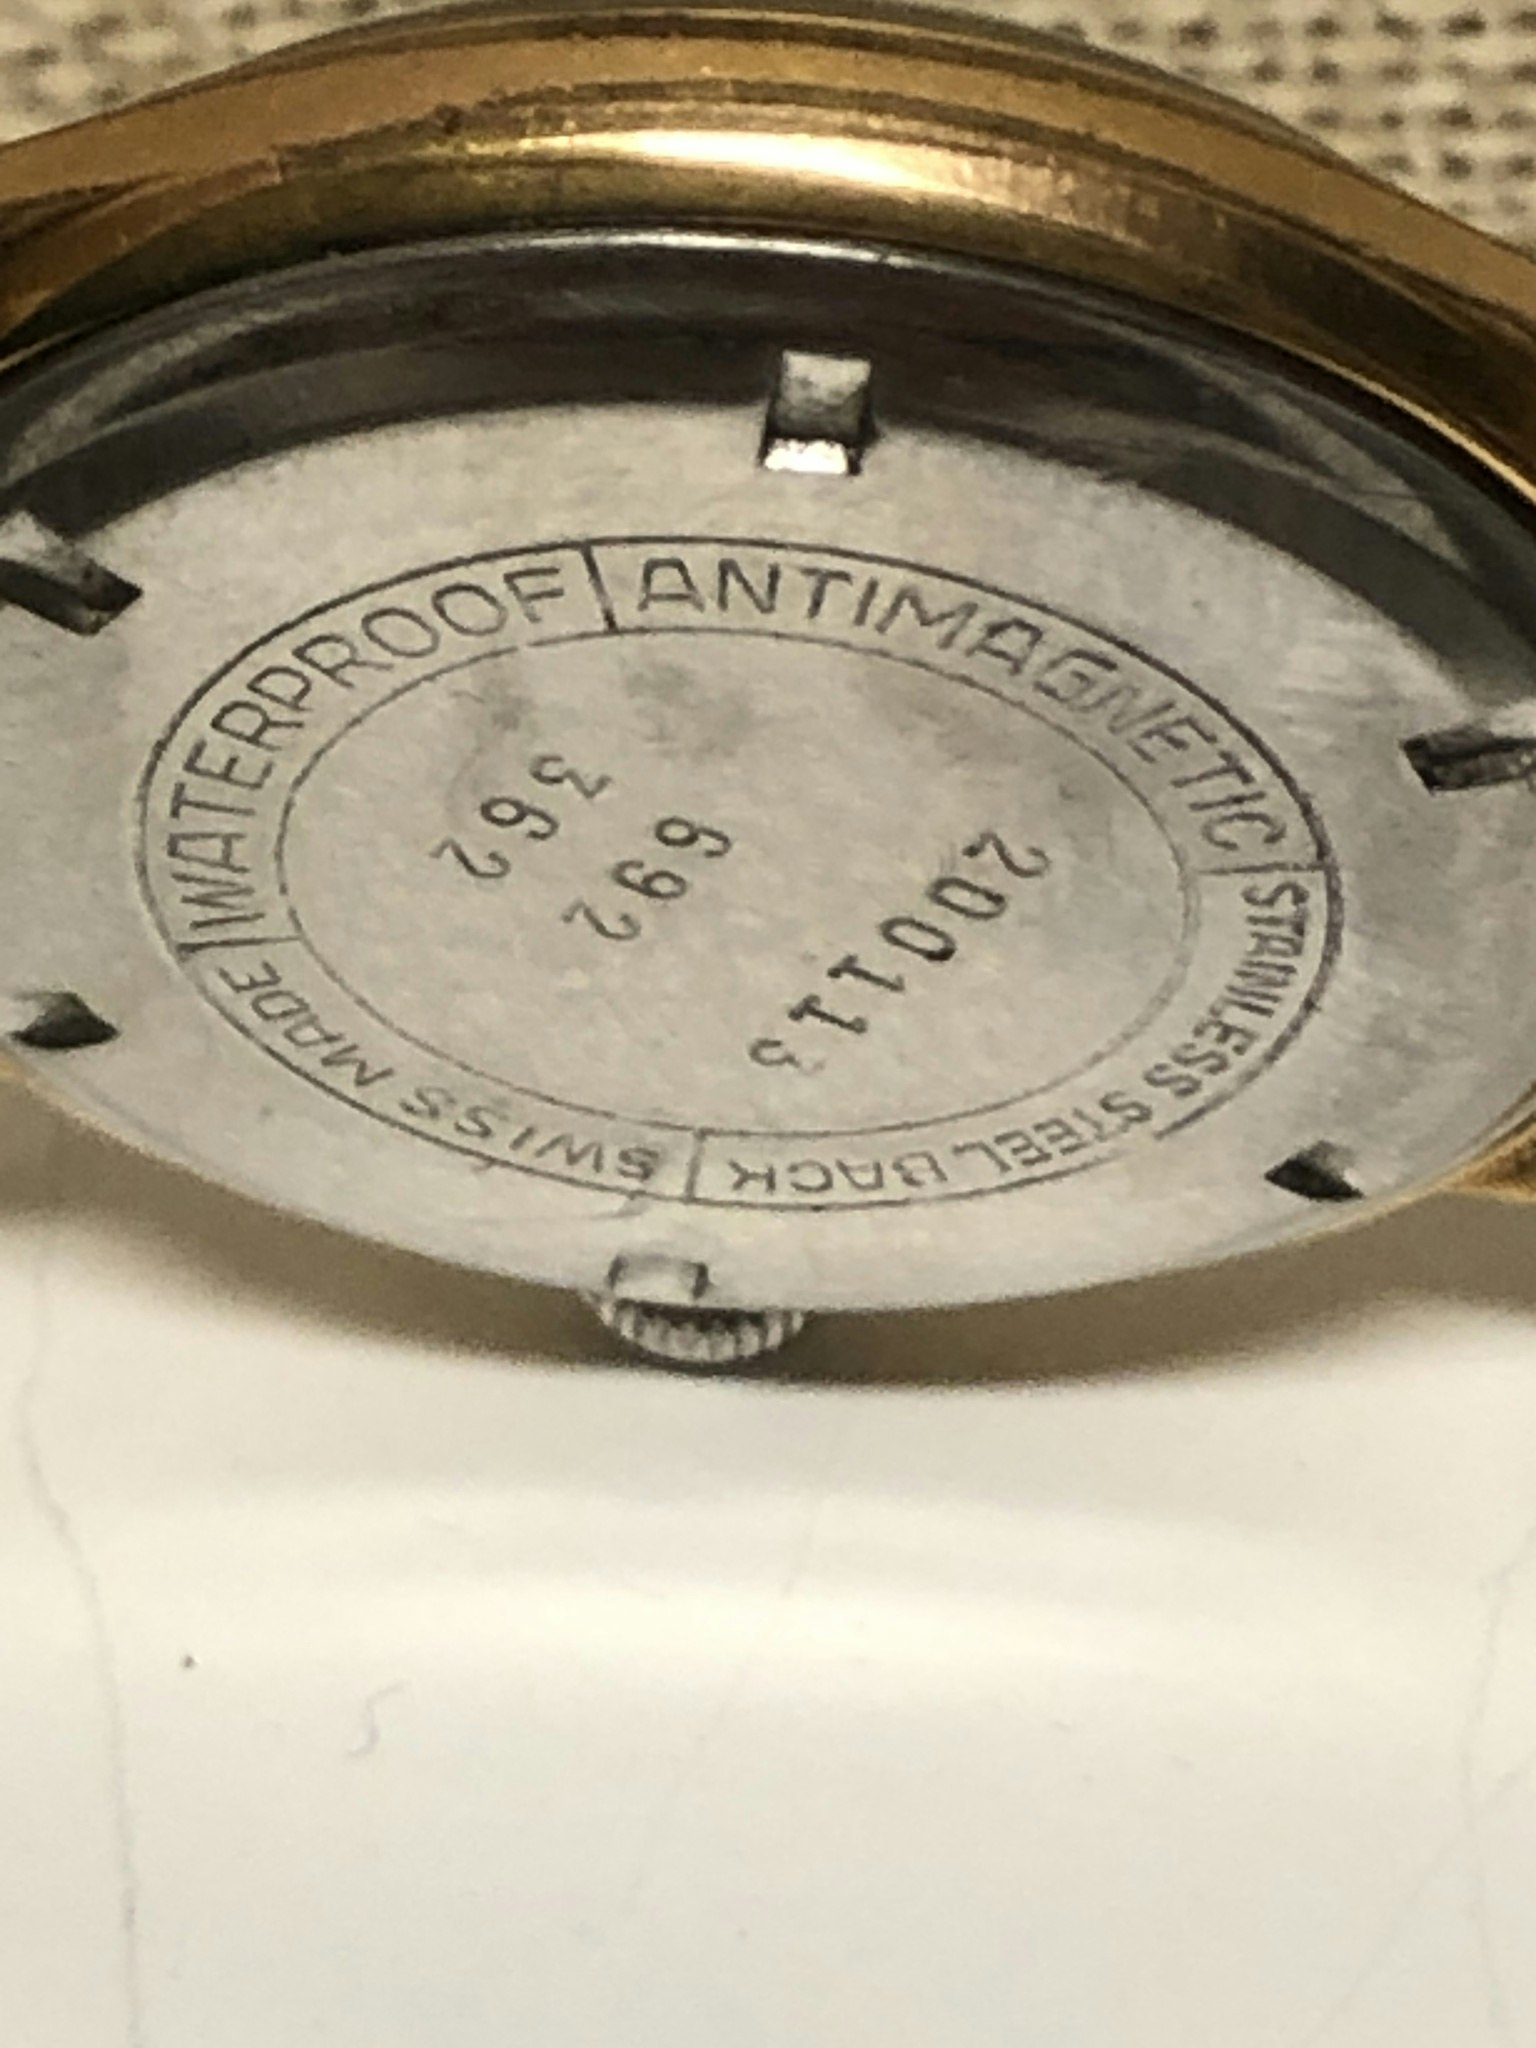 WATERPROOF
ANTIMAGNETIC
STAINLESS STEEL BACK
SWISS MADE
200113
692
362